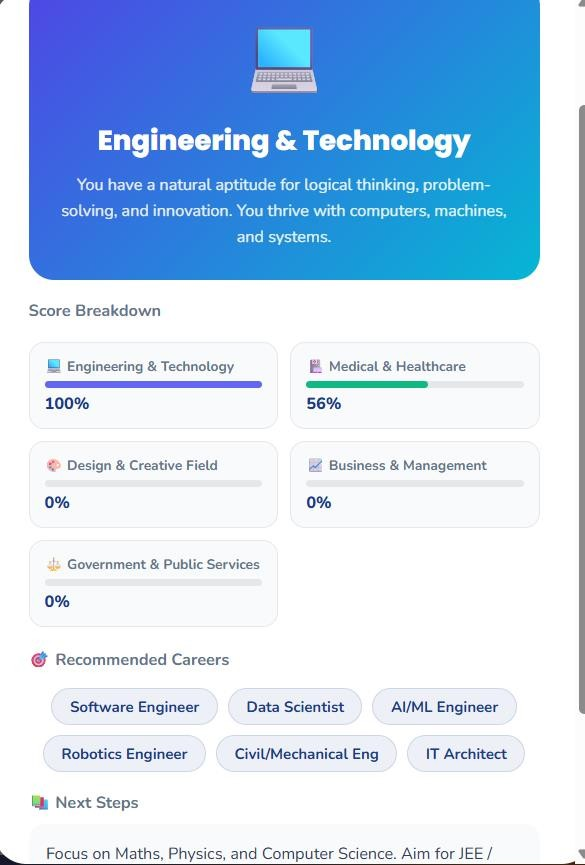 Engineering & Technology
You have a natural aptitude for logical thinking, problem-
solving, and innovation. You thrive with computers, machines,
and systems.
Score Breakdown
Engineering & Technology
100%
Medical & Healthcare
56%
Design & Creative Field
0%
Business & Management
0%
Government & Public Services
0%
Recommended Careers
Software Engineer
Data Scientist
AI/ML Engineer
Robotics Engineer
Civil/Mechanical Eng
IT Architect
Next Steps
Focus on Maths, Physics, and Computer Science. Aim for JEE /